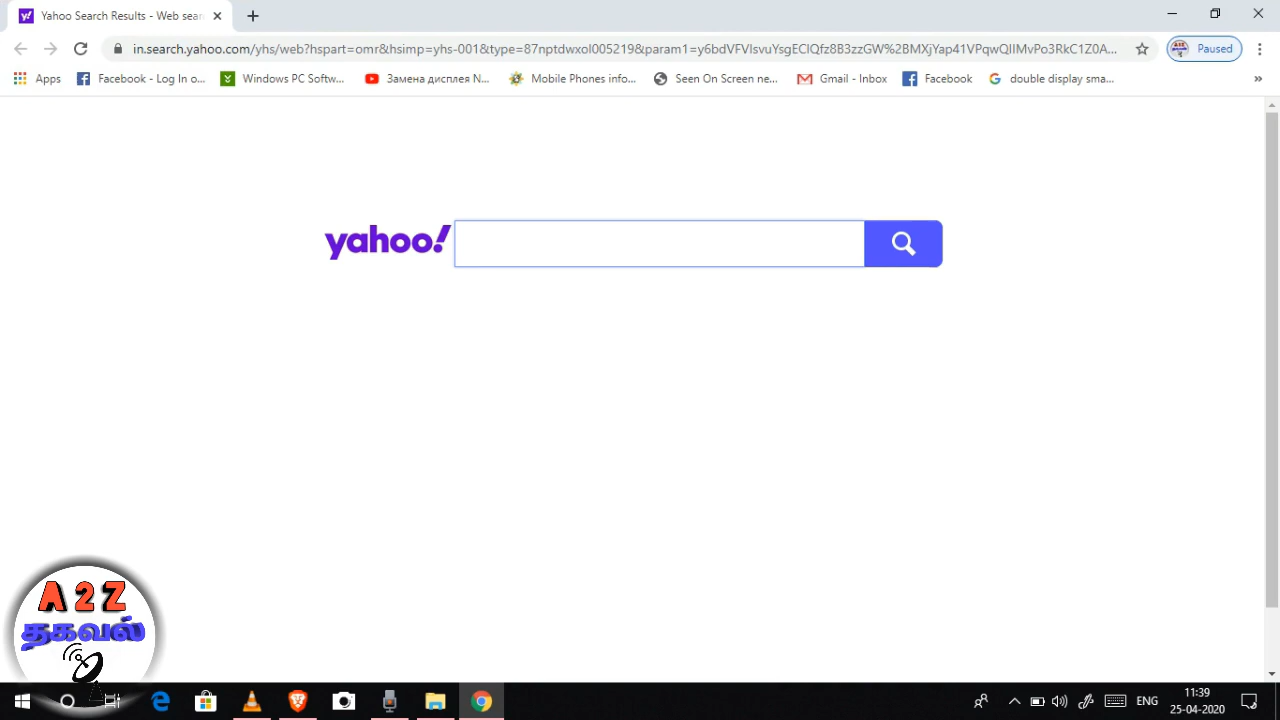 Yahoo Search Results - Web sear
in.search.yahoo.com/yhs/web?hspart=omr&hsimp=yhs-001&type=87nptdwxol005219&param1=y6bdVFVIsvuYsgEClQfz8B3zzGW%2BMXjYap41VPqwQIIMvPo3RkC1Z0A...
Paused
Apps
Facebook - Log In o...
Windows PC Softw...
Замена дисплея N...
Mobile Phones info...
Seen On Screen ne...
Gmail - Inbox
Facebook
double display sma...
»
yahoo!
A 2 Z
தகவல்
ENG
11:39
25-04-2020